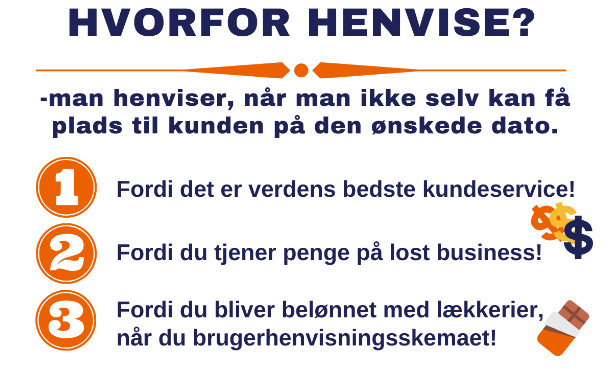 HVORFOR HENVISE?
-man henviser, når man ikke selv kan få
plads til kunden på den ønskede dato.
1 Fordi det er verdens bedste kundeservice!
2 Fordi du tjener penge på lost business!
3 Fordi du bliver belønnet med lækkerier,
når du brugerhenvisningsskemaet!
$ $ $